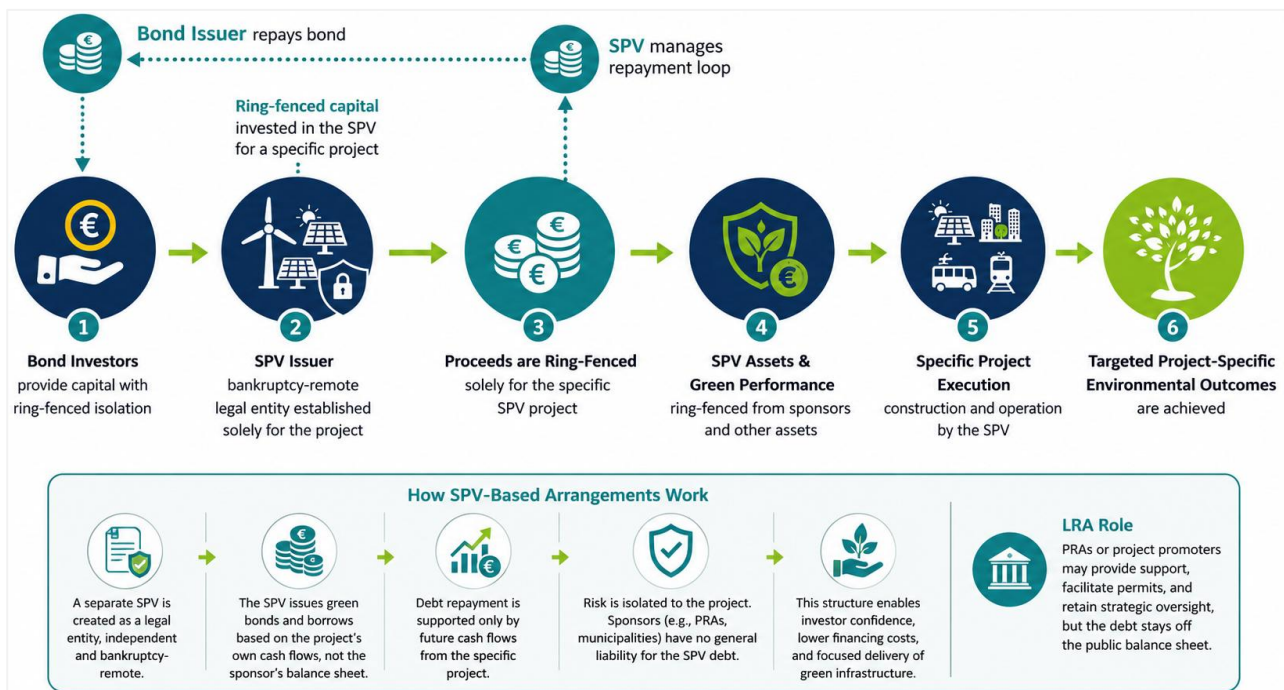 Bond Issuer repays bond
SPV manages
repayment loop
Ring-fenced capital
invested in the SPV
for a specific project
1
Bond Investors
provide capital with
ring-fenced isolation
2
SPV Issuer
bankruptcy-remote
legal entity established
solely for the project
3
Proceeds are Ring-Fenced
solely for the specific
SPV project
4
SPV Assets &
Green Performance
ring-fenced from sponsors
and other assets
5
Specific Project
Execution
construction and operation
by the SPV
6
Targeted Project-Specific
Environmental Outcomes
are achieved
How SPV-Based Arrangements Work
A separate SPV is
created as a legal
entity, independent
and bankruptcy-
remote.
The SPV issues green
bonds and borrows
based on the project's
own cash flows, not the
sponsor's balance sheet.
Debt repayment is
supported only by
future cash flows
from the specific
project.
Risk is isolated to the project.
Sponsors (e.g., PRAs,
municipalities) have no general
liability for the SPV debt.
This structure enables
investor confidence,
lower financing costs,
and focused delivery of
green infrastructure.
LRA Role
PRAs or project promoters
may provide support,
facilitate permits, and
retain strategic oversight,
but the debt stays off
the public balance sheet.